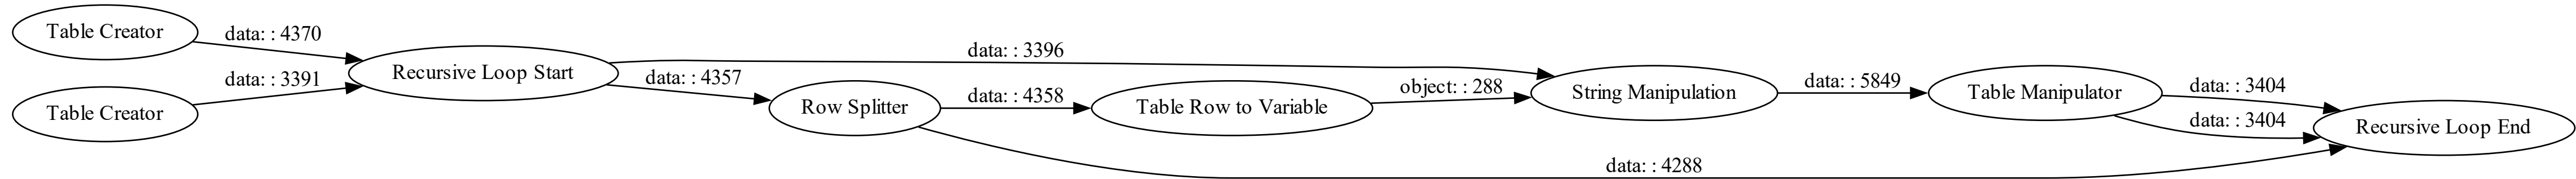 Table Creator
data: : 4370
Table Creator
data: : 3391
Recursive Loop Start
data: : 3396
data: : 4357
Row Splitter
data: : 4358
Table Row to Variable
object: : 288
String Manipulation
data: : 5849
Table Manipulator
data: : 3404
data: : 3404
data: : 4288
Recursive Loop End